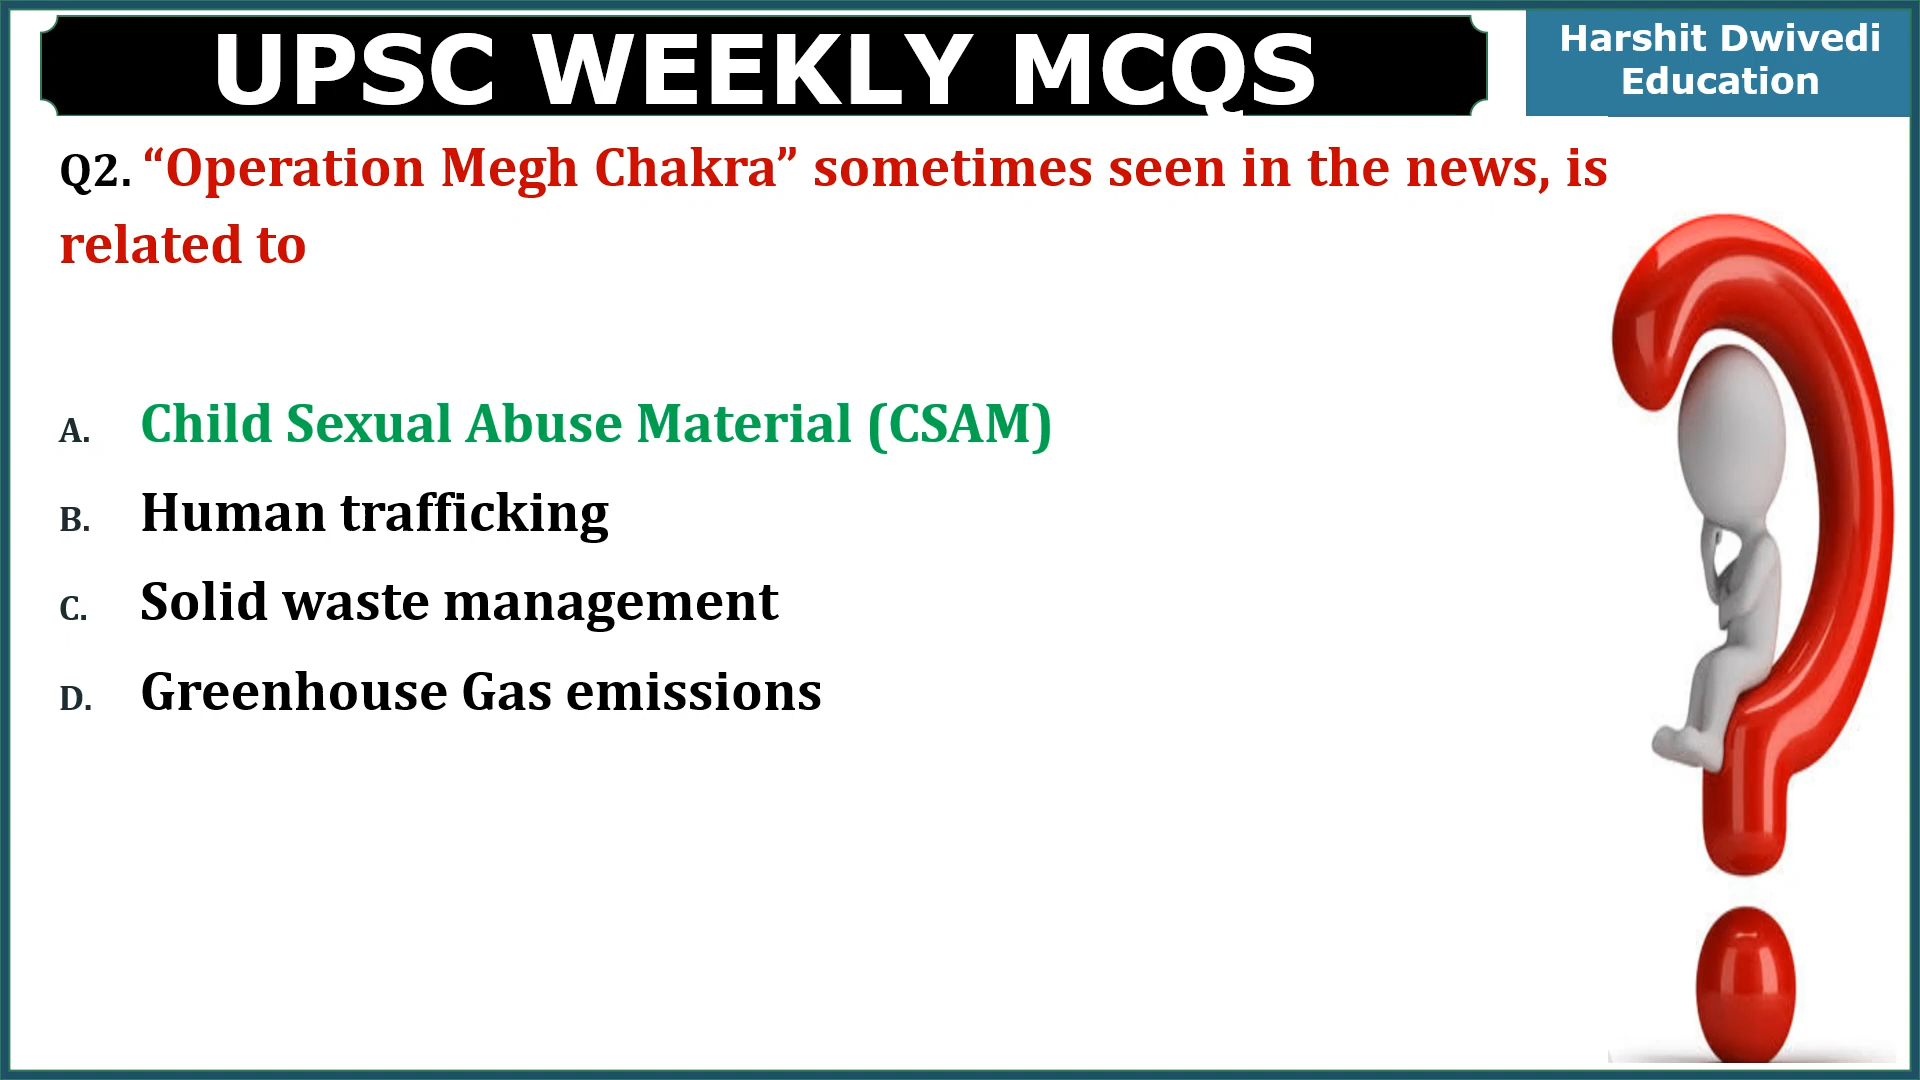 UPSC WEEKLY MCQS
Harshit Dwivedi
Education
Q2. “Operation Megh Chakra” sometimes seen in the news, is
related to
A. Child Sexual Abuse Material (CSAM)
B. Human trafficking
C. Solid waste management
D. Greenhouse Gas emissions